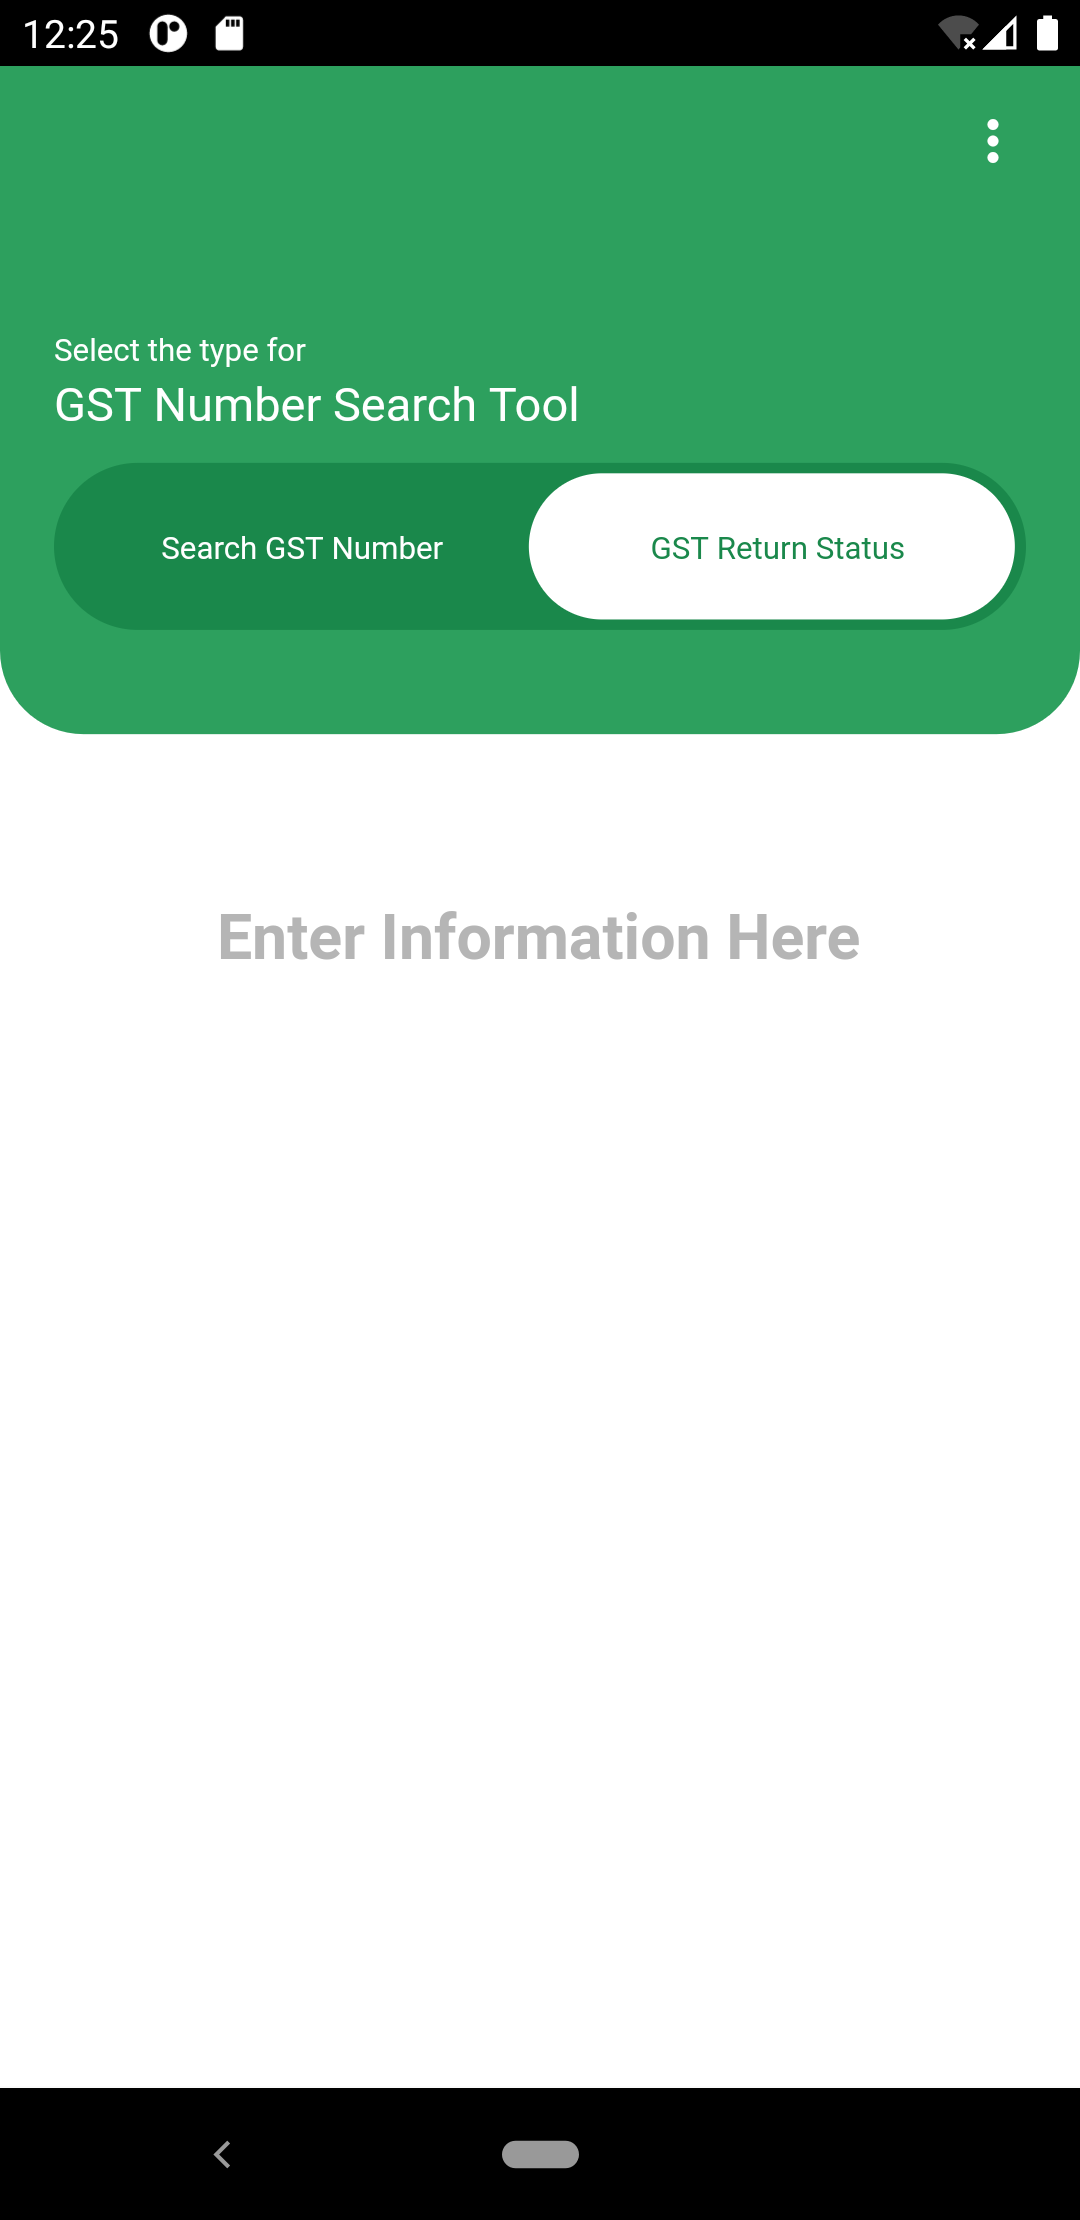 12:25
Select the type for
GST Number Search Tool
Search GST Number
GST Return Status
Enter Information Here